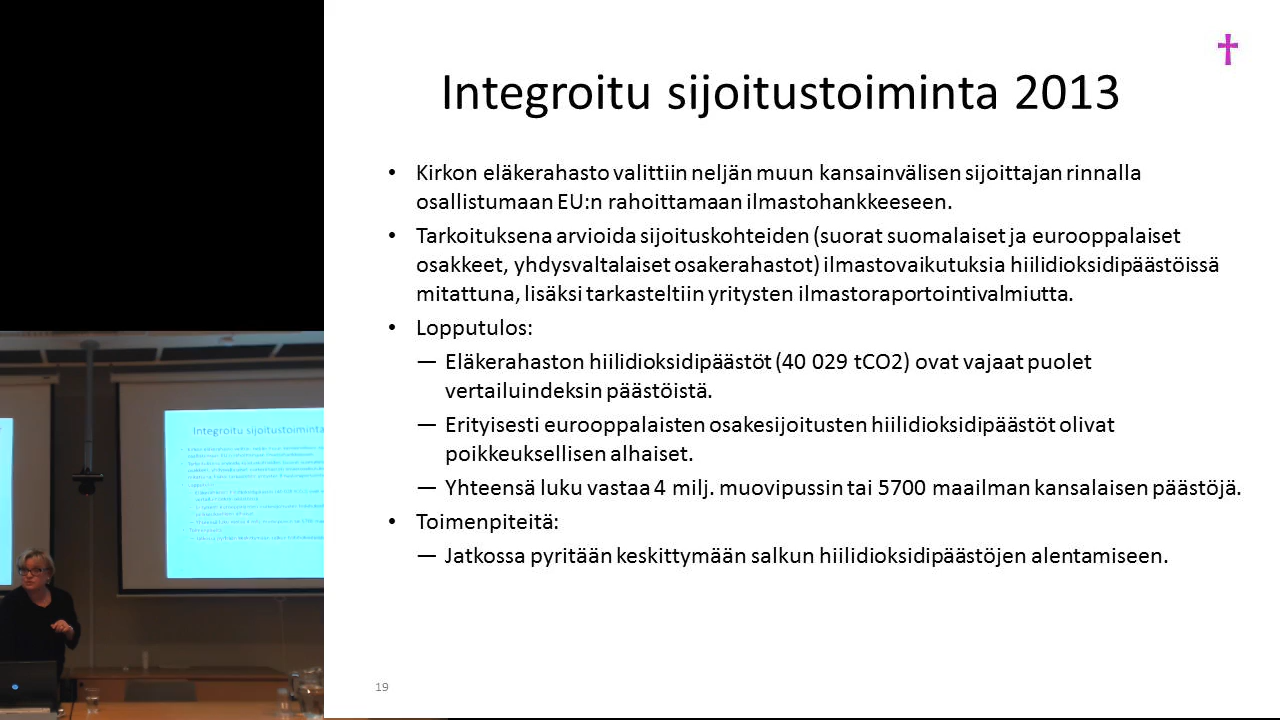 Integroitu sijoitustoiminta 2013
• Kirkon eläkerahasto valittiin neljän muun kansainvälisen sijoittajan rinnalla
osallistumaan EU:n rahoittamaan ilmastohankkeeseen.
• Tarkoituksena arvioida sijoituskohteiden (suorat suomalaiset ja eurooppalaiset
osakkeet, yhdysvaltalaiset osakerahastot) ilmastovaikutuksia hiilidioksidipäästöissä
mitattuna, lisäksi tarkasteltiin yritysten ilmastoraportointivalmiutta.
• Lopputulos:
— Eläkerahaston hiilidioksidipäästöt (40 029 tCO2) ovat vajaat puolet
vertailuindeksin päästöistä.
— Erityisesti eurooppalaisten osakesijoitusten hiilidioksidipäästöt olivat
poikkeuksellisen alhaiset.
— Yhteensä luku vastaa 4 milj. muovipussin tai 5700 maailman kansalaisen päästöjä.
• Toimenpiteitä:
— Jatkossa pyritään keskittymään salkun hiilidioksidipäästöjen alentamiseen.
19
Integroitu sijoitustoiminta